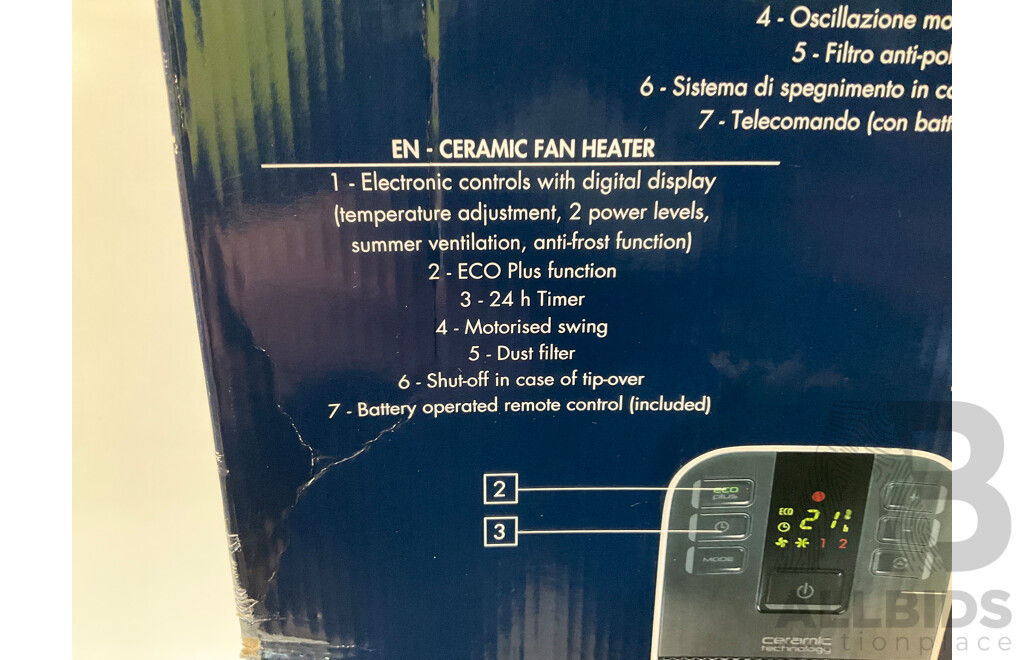 4 - Oscillazione mo
5 - Filtro anti-pol
6 - Sistema di spegnimento in ca
7 - Telecomando (con batt
EN - CERAMIC FAN HEATER
1 - Electronic controls with digital display
(temperature adjustment, 2 power levels,
summer ventilation, anti-frost function)
2 - ECO Plus function
3 - 24 h Timer
4 - Motorised swing
5 - Dust filter
6 - Shut-off in case of tip-over
7 - Battery operated remote control (included)
2
eco
plus
3
ECO
21
h
MODE
1 2
ceramic
technology
B
ALLBIDS
tionplace